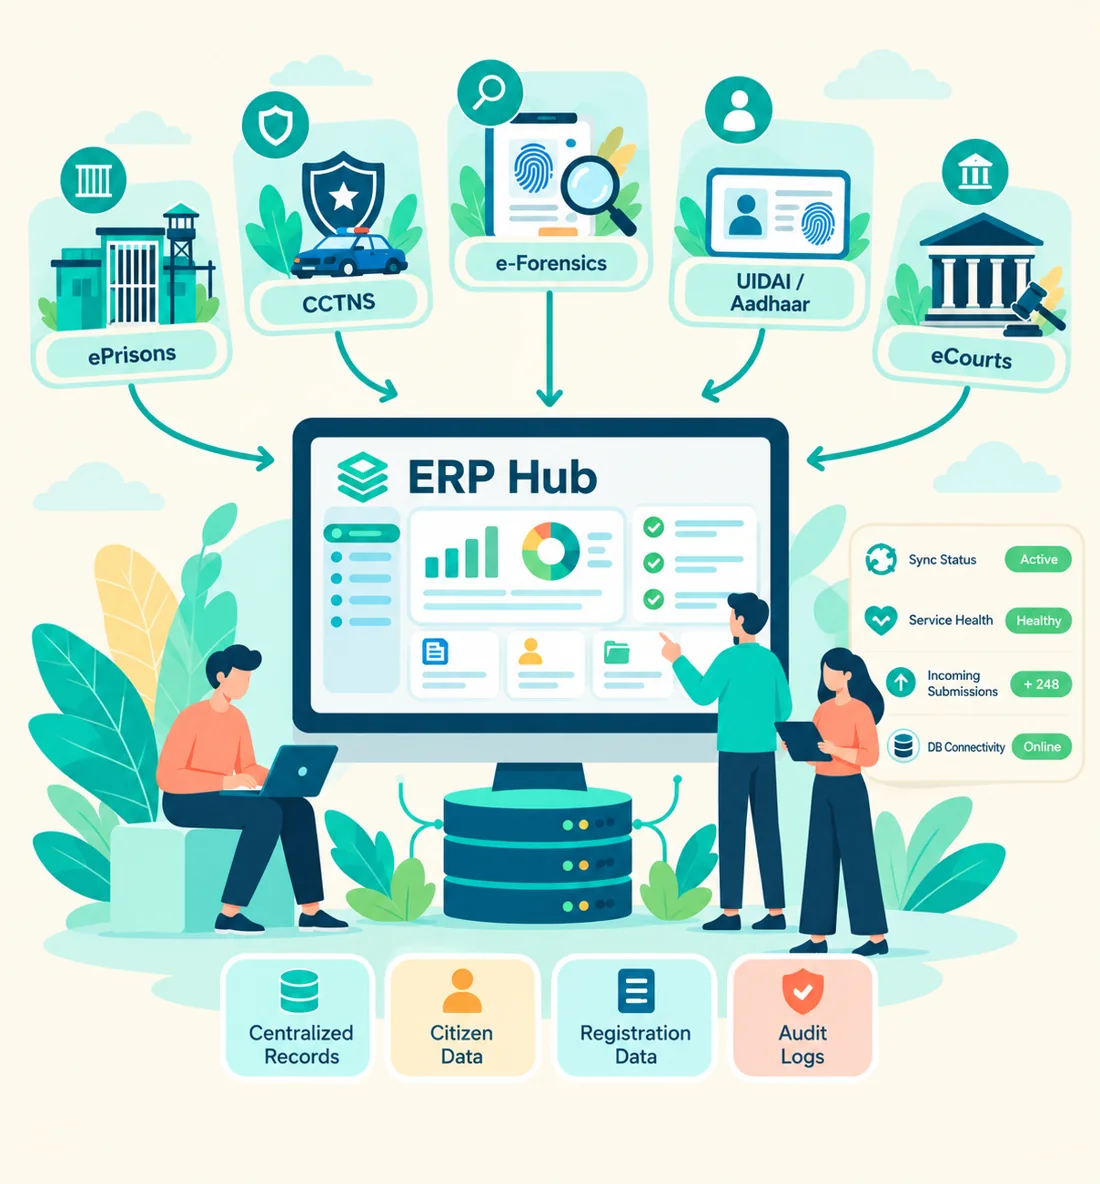 ePrisons
CCTNS
e-Forensics
UIDAI /
Aadhaar
eCourts
ERP Hub
Sync Status
Active
Service Health
Healthy
Incoming
Submissions
+ 248
DB Connectivity
Online
Centralized
Records
Citizen
Data
Registration
Data
Audit
Logs